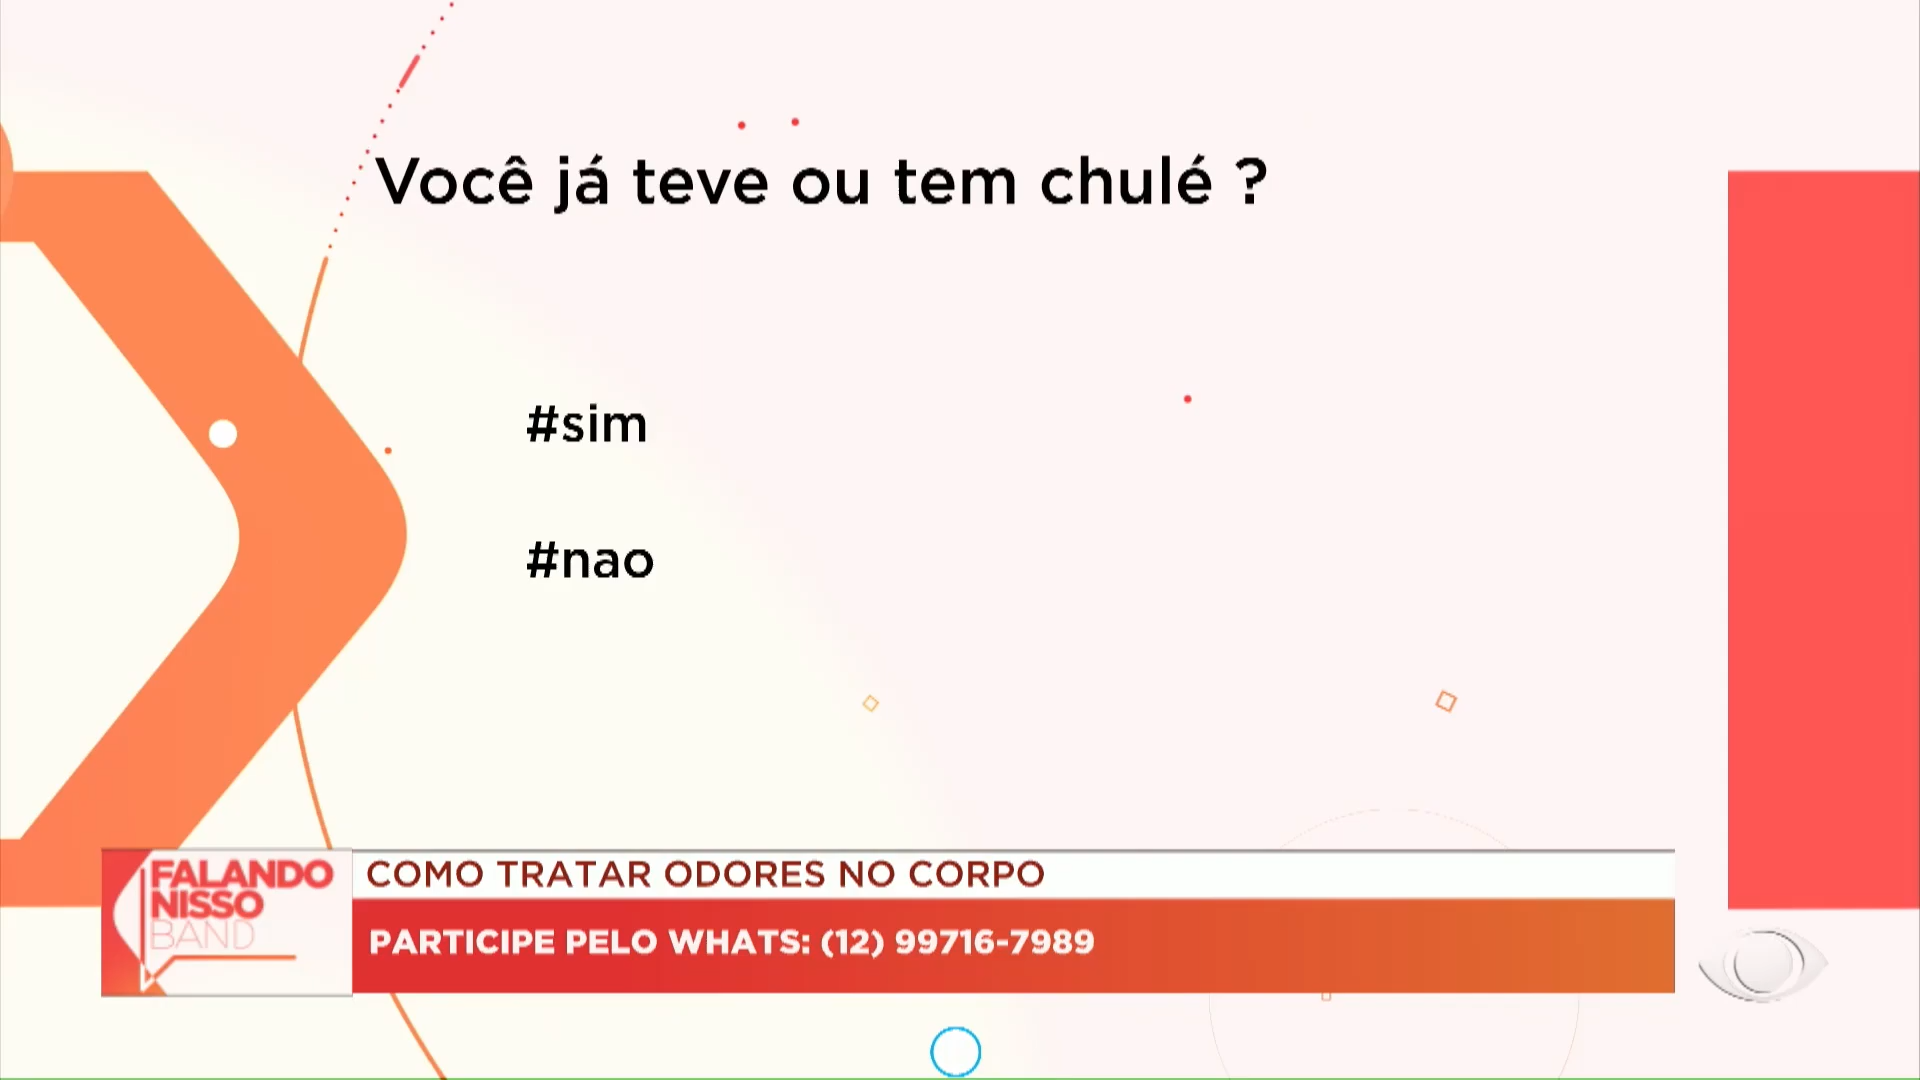 Você já teve ou tem chulé ?
#sim
#nao
FALANDO
NISSO
BAND
COMO TRATAR ODORES NO CORPO
PARTICIPE PELO WHATS: (12) 99716-7989